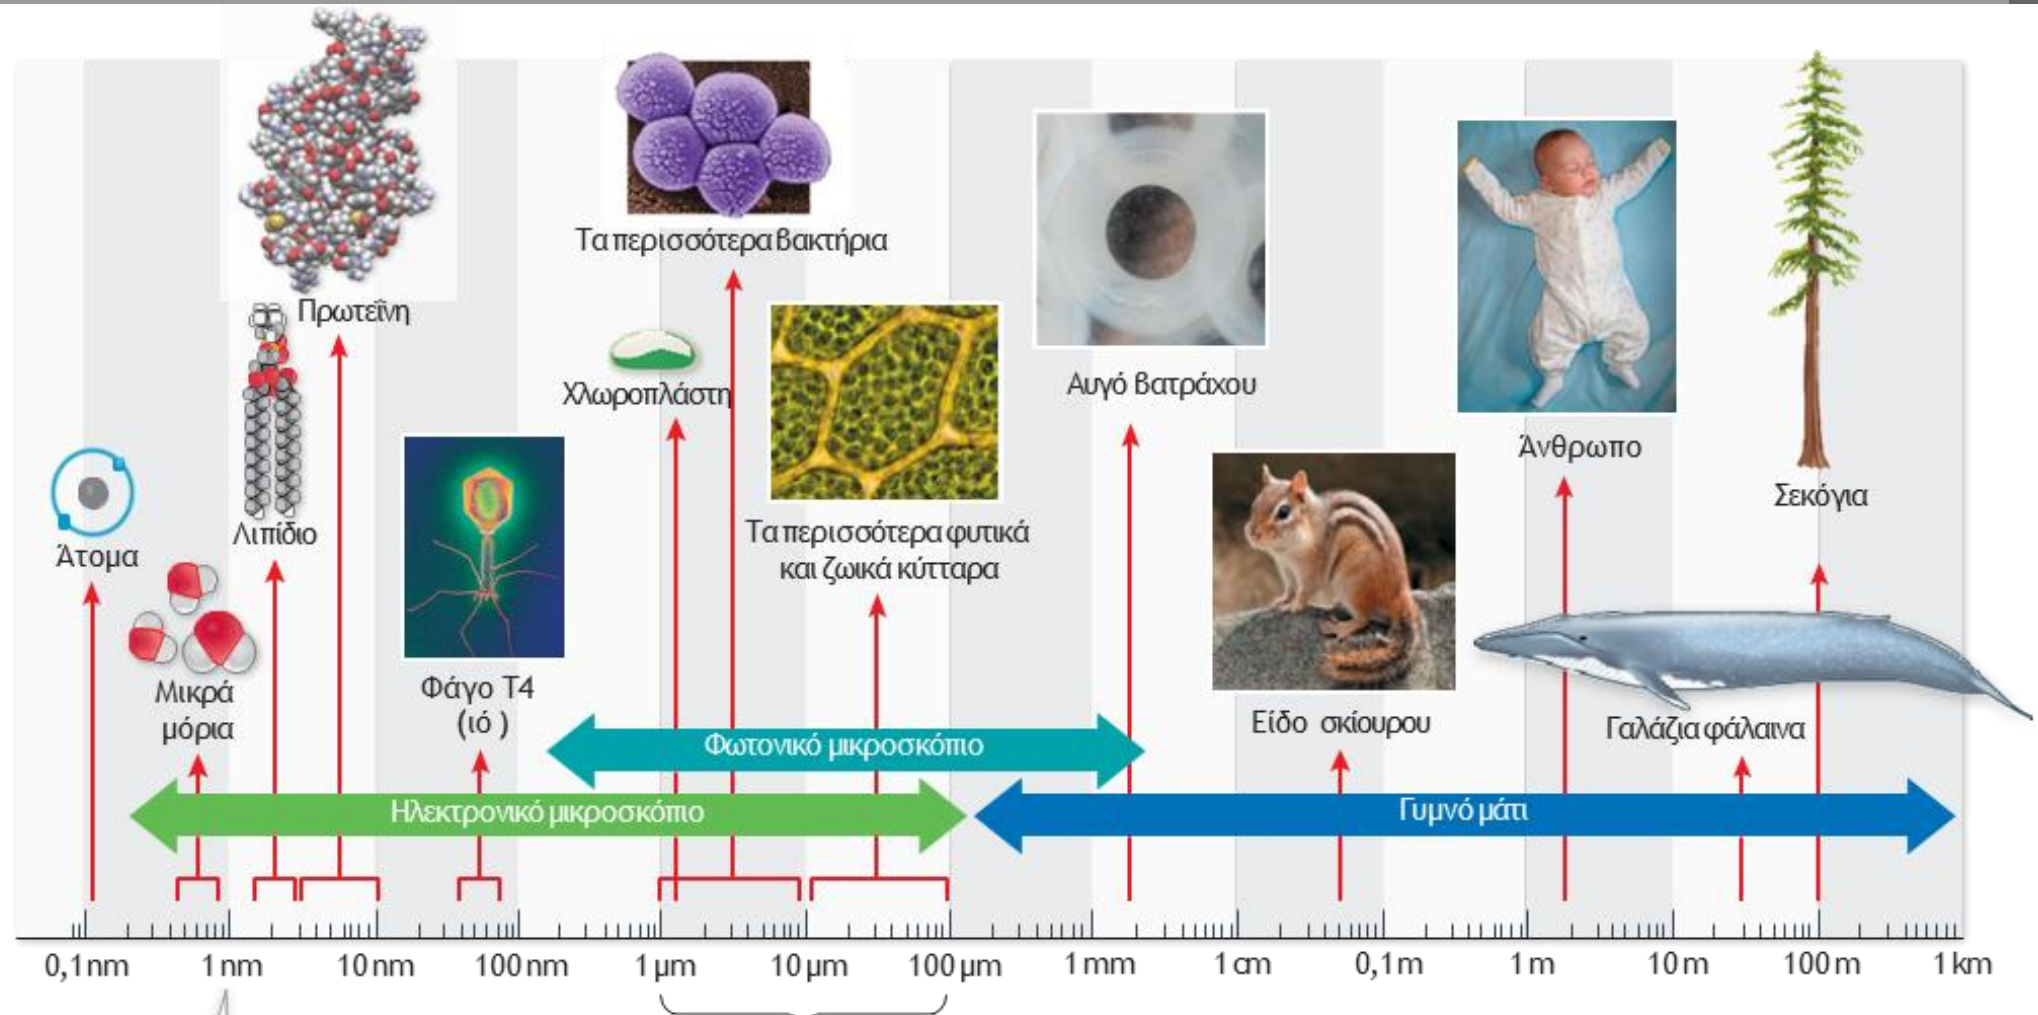 Τα περισσότερα βακτήρια
Πρωτεΐνη
Χλωροπλάστη
Αυγό βατράχου
Άνθρωπο
Σεκόγια
Άτομα
Λιπίδιο
Τα περισσότερα φυτικά
και ζωικά κύτταρα
Μικρά
μόρια
Φάγο T4
(ιό )
Είδο σκίουρου
Γαλάζια φάλαινα
Φωτονικό μικροσκόπιο
Ηλεκτρονικό μικροσκόπιο
Γυμνό μάτι
0,1 nm 1 nm 10 nm 100 nm 1 μm 10 μm 100 μm 1 mm 1 cm 0,1 m 1 m 10 m 100 m 1 km